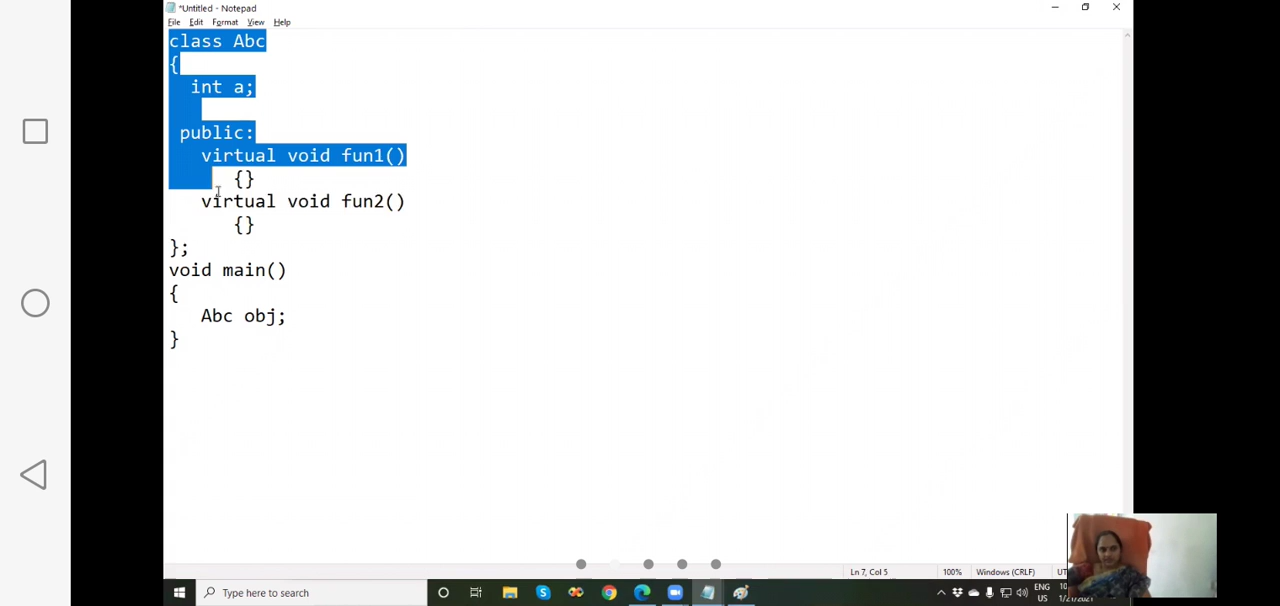 *Untitled - Notepad
File Edit Format View Help
class Abc
{
int a;
public:
virtual void fun1()
{}
virtual void fun2()
{}
};
void main()
{
Abc obj;
}
Ln 7, Col 5 100% Windows (CRLF)
Type here to search
ENG
US